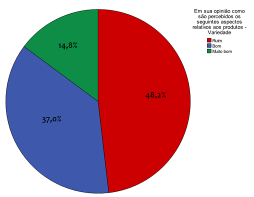 Em sua opinião como
são percebidos os
seguintes aspectos
relativos aos produtos -
Variedade
Ruim
Bom
Muito bom
14,8%
48,2%
37,0%